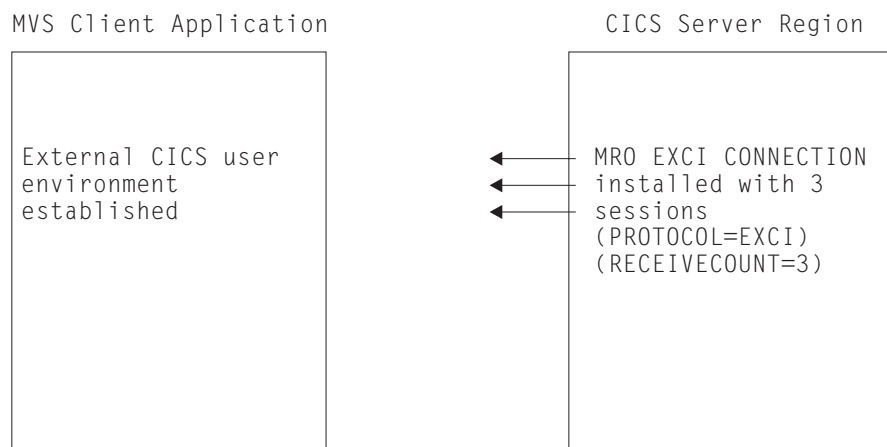 MVS Client Application
CICS Server Region
External CICS user
environment
established
MRO EXCI CONNECTION
installed with 3
sessions
(PROTOCOL=EXCI)
(RECEIVECOUNT=3)